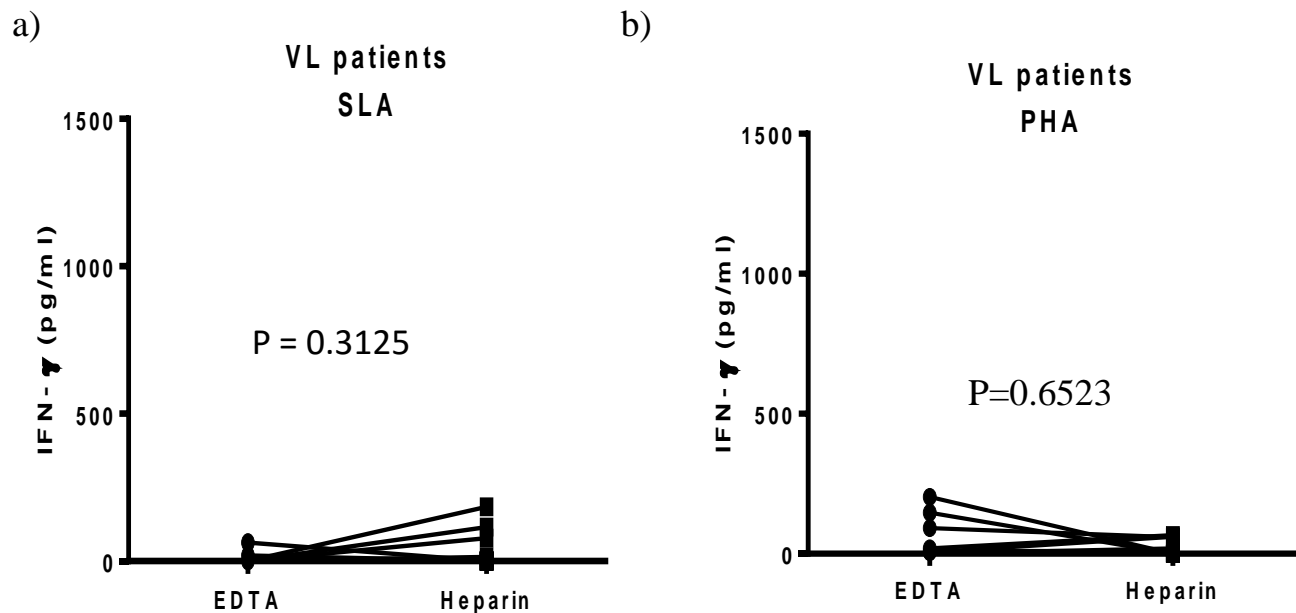 a)
VL patients
SLA
1500
1000
500
0
IFN-γ (pg/ml)
P = 0.3125
EDTA
Heparin
b)
VL patients
PHA
1500
1000
500
0
IFN-γ (pg/ml)
P=0.6523
EDTA
Heparin